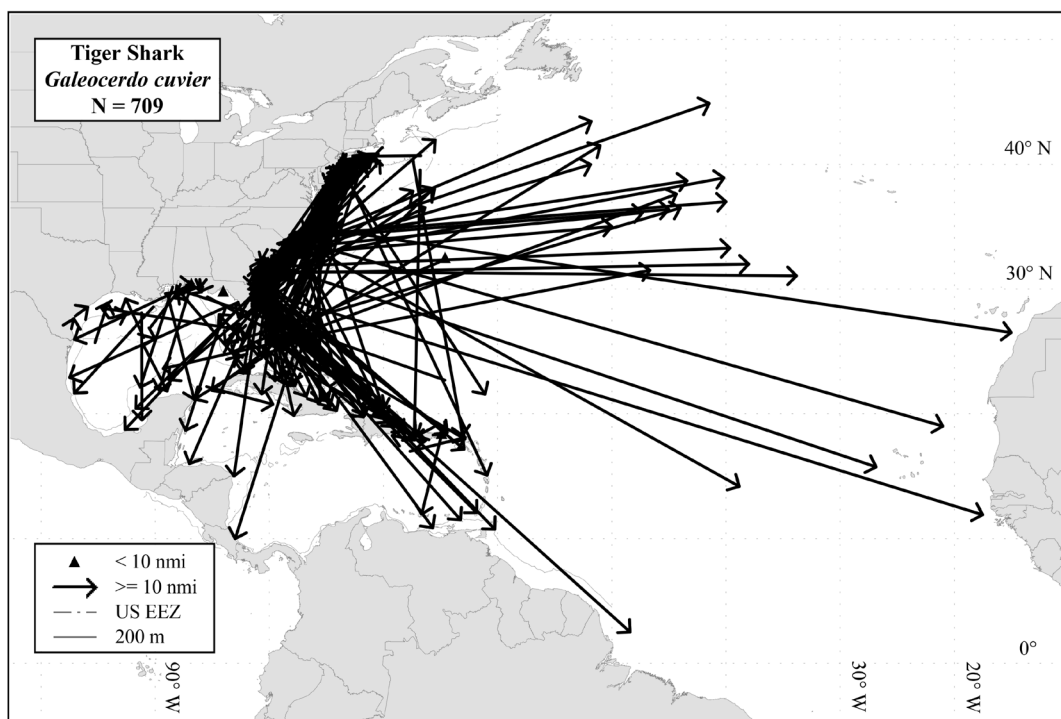 Tiger Shark
Galeocerdo cuvier
N = 709
40° N
30° N
< 10 nmi
>= 10 nmi
US EEZ
200 m
0°
90° W
30° W
20° W